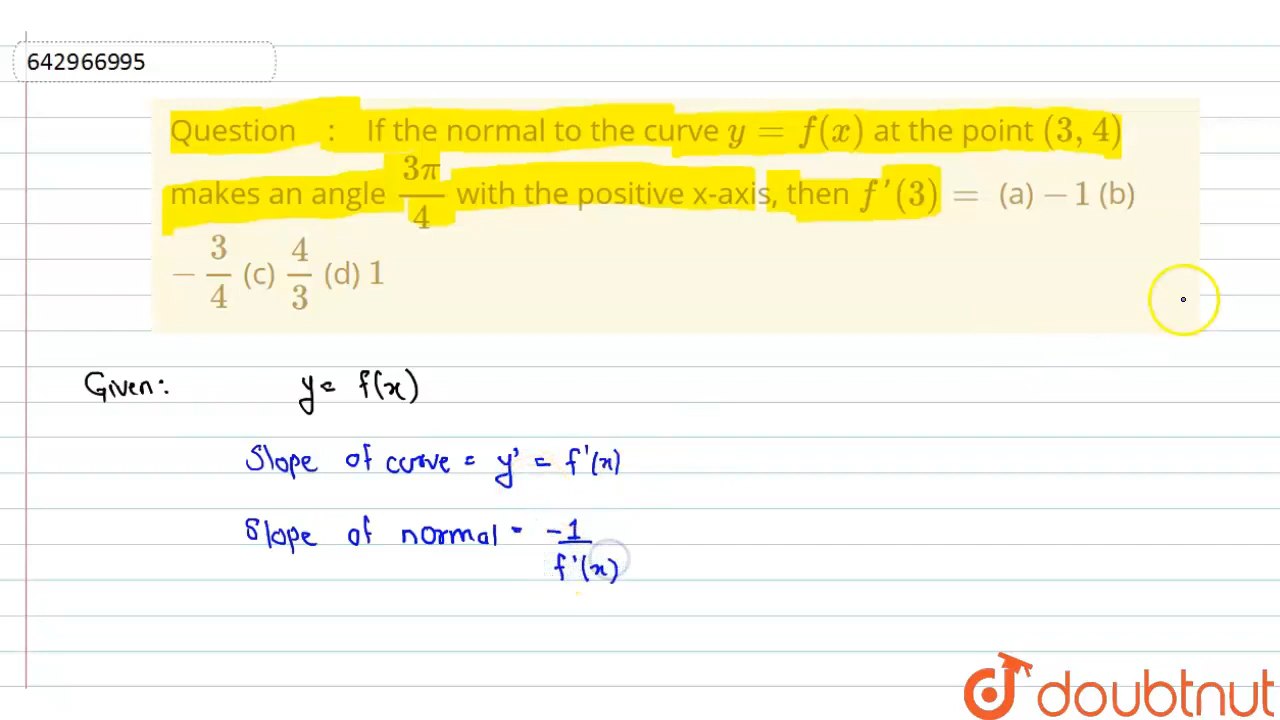 642966995
Question : If the normal to the curve y = f(x) at the point (3, 4)
makes an angle 3π/4 with the positive x-axis, then f'(3) = (a) −1 (b)
−3/4 (c) 4/3 (d) 1
Given: y = f(x)
Slope of curve = y' = f'(x)
Slope of normal = -1/f'(x)
doubtnut